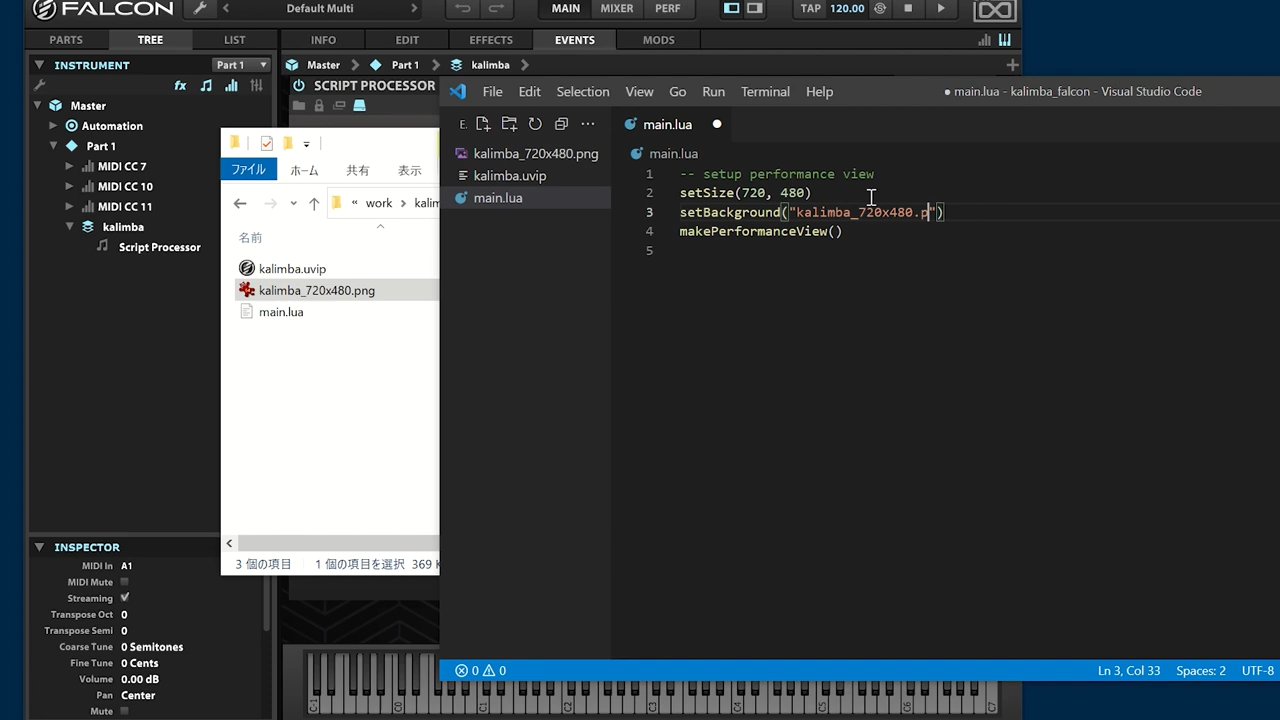 FALCON
Default Multi
MAIN MIXER PERF
TAP 120.00
PARTS TREE LIST
INFO EDIT EFFECTS EVENTS MODS
INSTRUMENT Part 1
Master Part 1 kalimba
fx
SCRIPT PROCESSOR
Master
Automation
Part 1
MIDI CC 7
MIDI CC 10
MIDI CC 11
kalimba
Script Processor
INSPECTOR
MIDI In A1
MIDI Mute
Streaming
Transpose Oct 0
Transpose Semi 0
Coarse Tune 0 Semitones
Fine Tune 0 Cents
Volume 0.00 dB
Pan Center
Mute
ファイル ホーム 共有 表示
« work kalim
名前
kalimba.uvip
kalimba_720x480.png
main.lua
3 個の項目 1 個の項目を選択 369 K
File Edit Selection View Go Run Terminal Help
● main.lua - kalimba_falcon - Visual Studio Code
E.
main.lua
kalimba_720x480.png
kalimba.uvip
main.lua
main.lua
1 -- setup performance view
2 setSize(720, 480)
3 setBackground("kalimba_720x480.p")
4 makePerformanceView()
5
0 0
Ln 3, Col 33 Spaces: 2 UTF-8